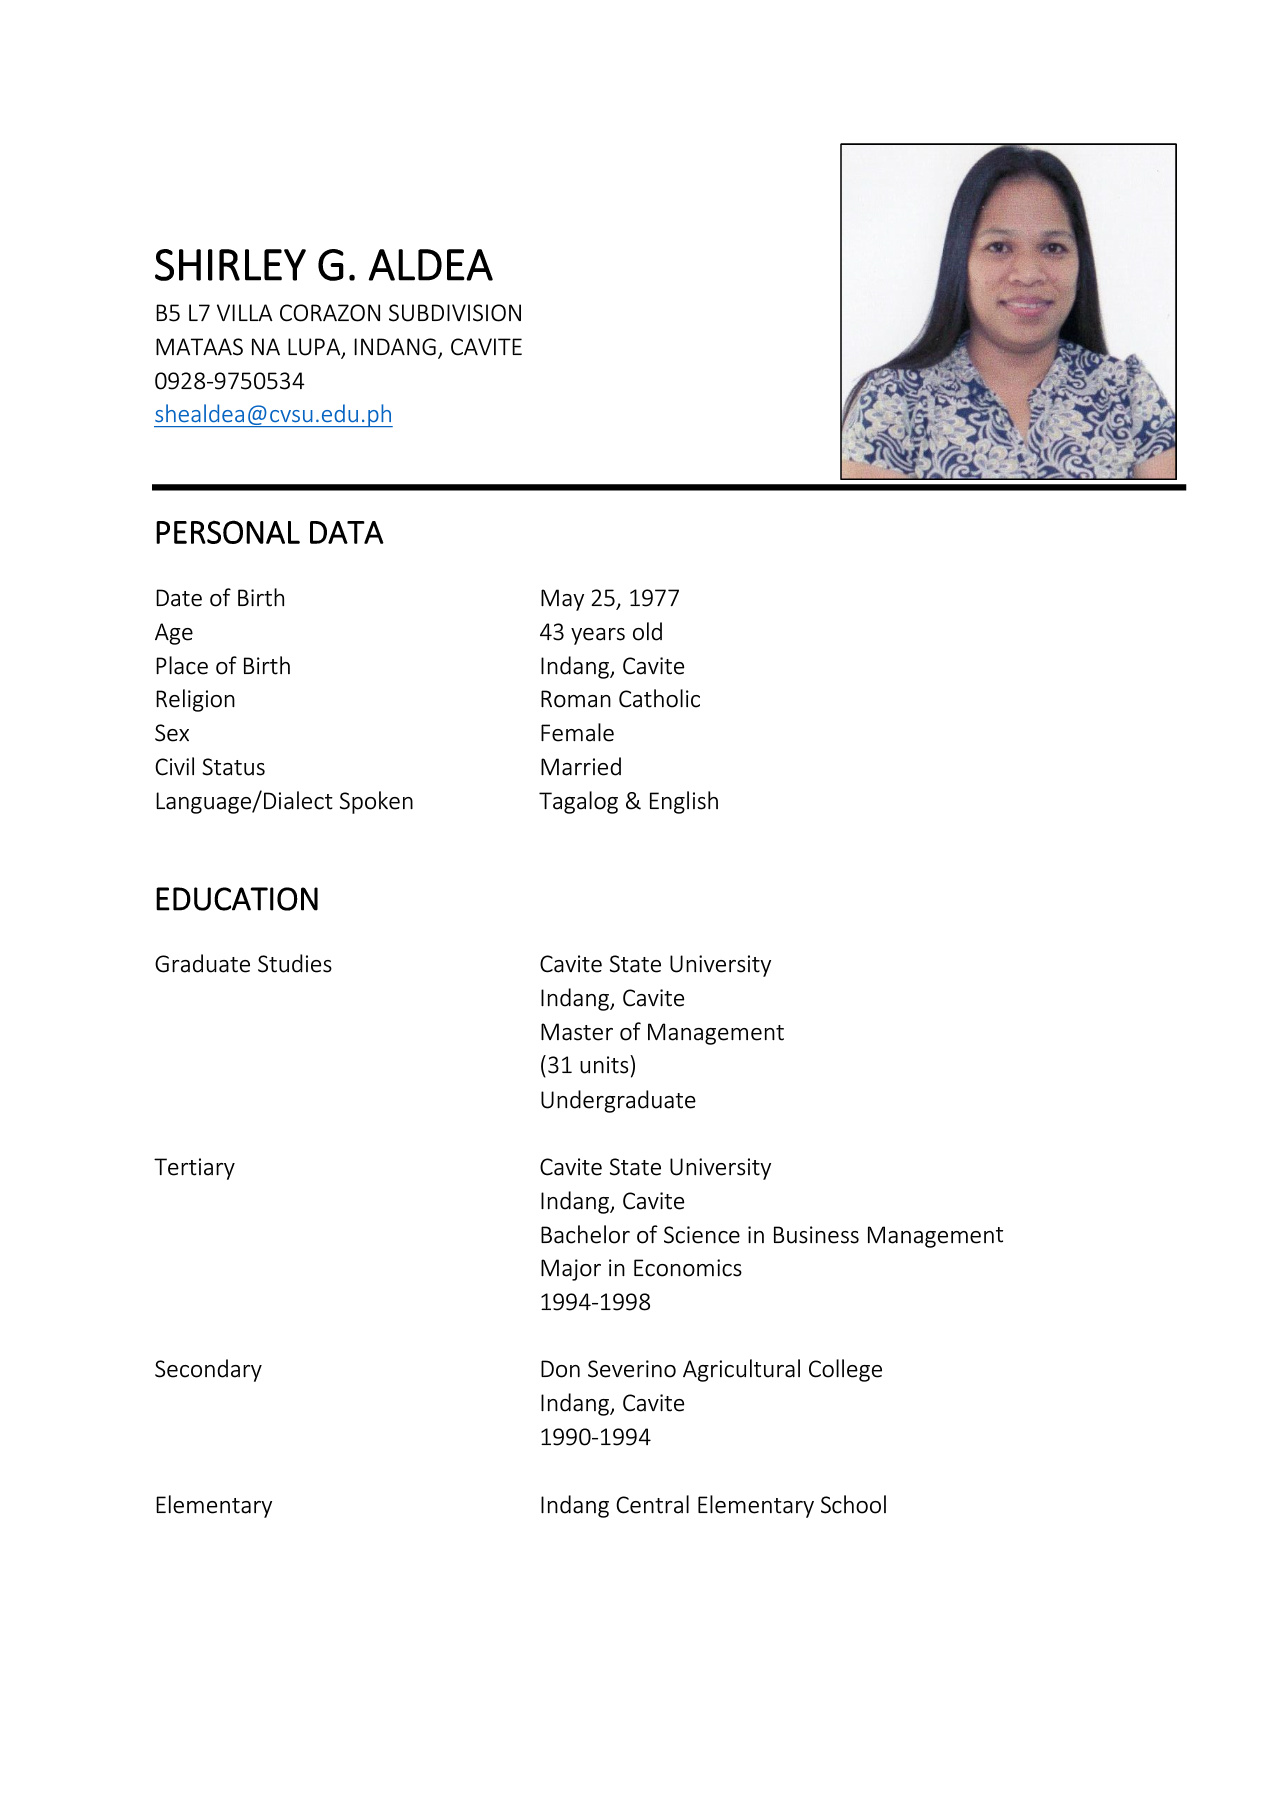 SHIRLEY G. ALDEA
B5 L7 VILLA CORAZON SUBDIVISION
MATAAS NA LUPA, INDANG, CAVITE
0928-9750534
shealdea@cvsu.edu.ph
PERSONAL DATA
Date of Birth May 25, 1977
Age 43 years old
Place of Birth Indang, Cavite
Religion Roman Catholic
Sex Female
Civil Status Married
Language/Dialect Spoken Tagalog & English
EDUCATION
Graduate Studies Cavite State University
Indang, Cavite
Master of Management
(31 units)
Undergraduate
Tertiary Cavite State University
Indang, Cavite
Bachelor of Science in Business Management
Major in Economics
1994-1998
Secondary Don Severino Agricultural College
Indang, Cavite
1990-1994
Elementary Indang Central Elementary School